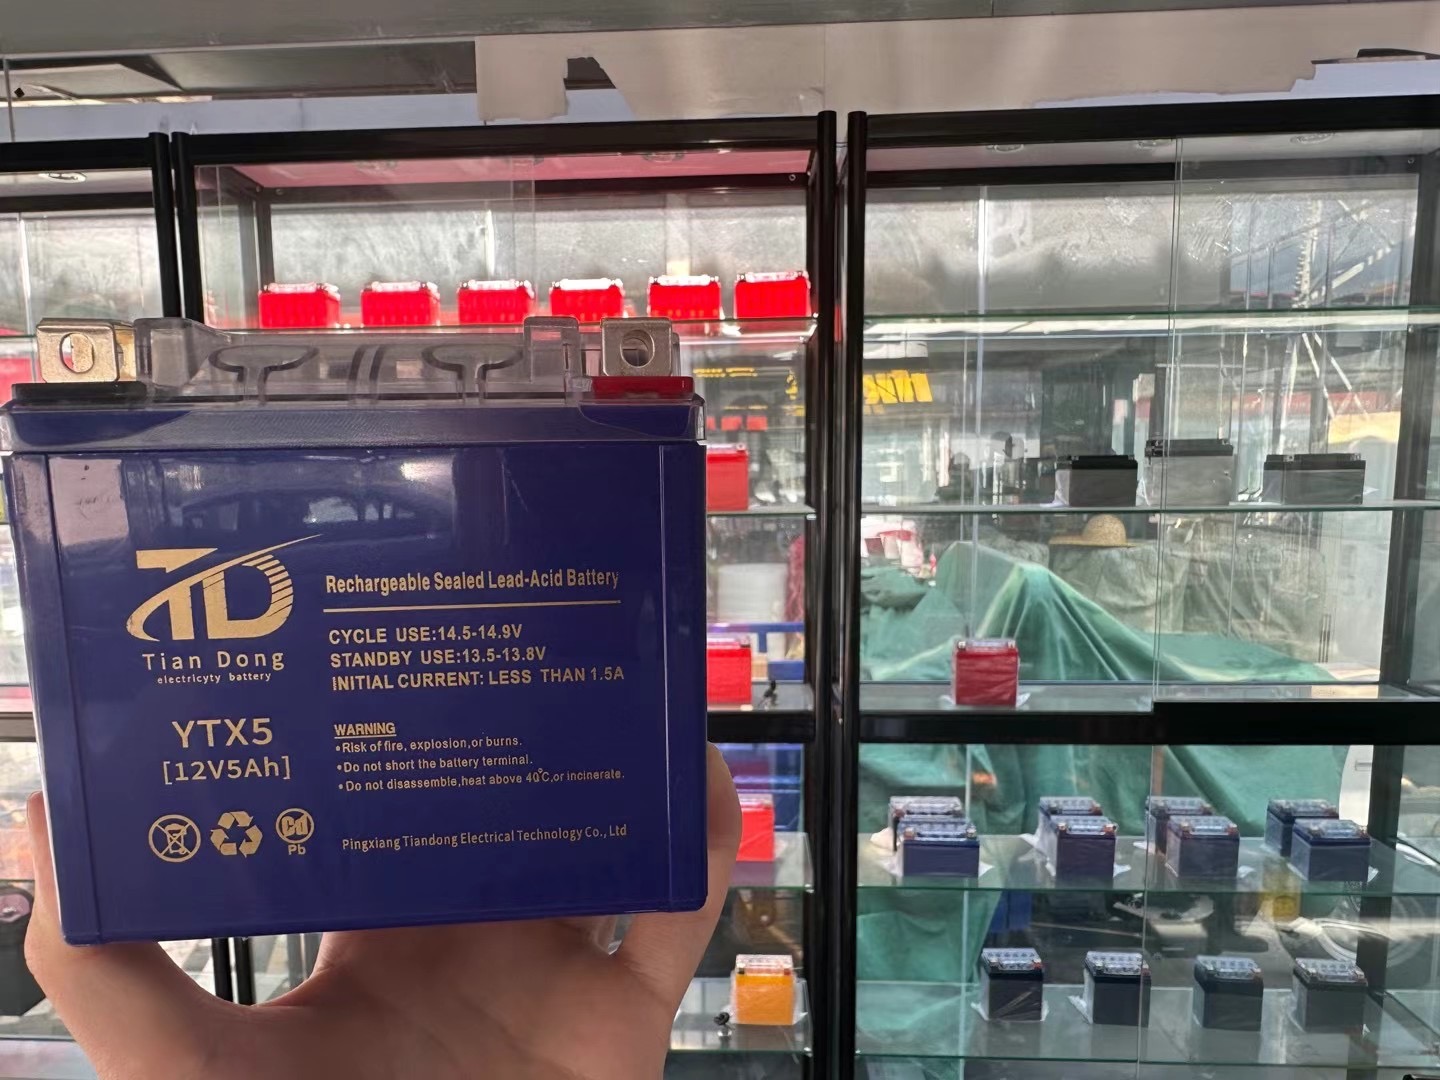 TD
Tian Dong
electricyty battery
YTX5
[12V5Ah]
Cd
Pb
Rechargeable Sealed Lead-Acid Battery
CYCLE USE:14.5-14.9V
STANDBY USE:13.5-13.8V
INITIAL CURRENT: LESS THAN 1.5A
WARNING
•Risk of fire, explosion,or burns.
•Do not short the battery terminal.
•Do not disassemble,heat above 40°C,or incinerate.
Pingxiang Tiandong Electrical Technology Co., Ltd